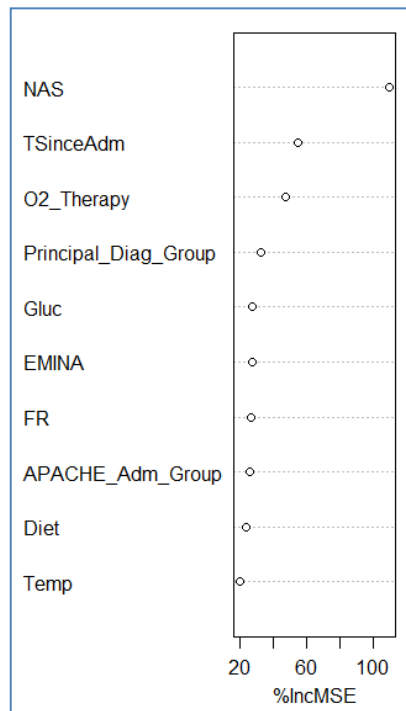 NAS
TSinceAdm
O2_Therapy
Principal_Diag_Group
Gluc
EMINA
FR
APACHE_Adm_Group
Diet
Temp
20 60 100
%IncMSE